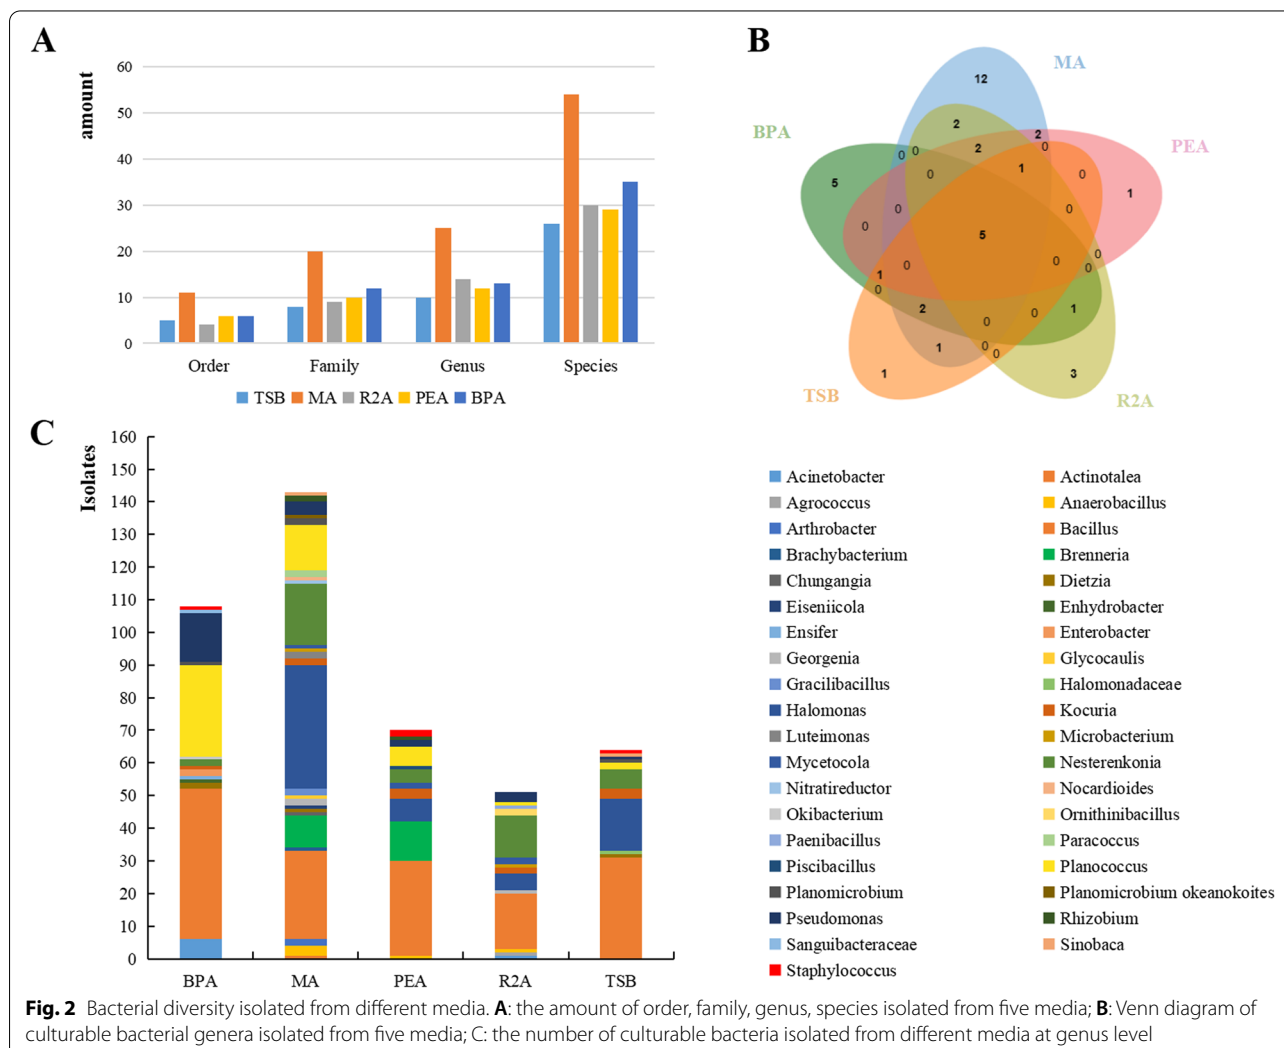 A
amount
60
50
40
30
20
10
0
Order Family Genus Species
TSB MA R2A PEA BPA
B
MA
12
BPA
PEA
2
2
0
0
2
0
5
0
1
0
1
0
0
0
0
5
0
0
0
0
1
0
0
2
0
1
0
1
0
0
1
3
TSB
R2A
C
Isolates
160
150
140
130
120
110
100
90
80
70
60
50
40
30
20
10
0
BPA MA PEA R2A TSB
Acinetobacter Actinotalea
Agrococcus Anaerobacillus
Arthrobacter Bacillus
Brachybacterium Brenneria
Chungangia Dietzia
Eiseniicola Enhydrobacter
Ensifer Enterobacter
Georgenia Glycocaulis
Gracilibacillus Halomonadaceae
Halomonas Kocuria
Luteimonas Microbacterium
Mycetocola Nesterenkonia
Nitratireductor Nocardioides
Okibacterium Ornithinibacillus
Paenibacillus Paracoccus
Piscibacillus Planococcus
Planomicrobium Planomicrobium okeanokoites
Pseudomonas Rhizobium
Sanguibacteraceae Sinobaca
Staphylococcus
Fig. 2 Bacterial diversity isolated from different media. A: the amount of order, family, genus, species isolated from five media; B: Venn diagram of
culturable bacterial genera isolated from five media; C: the number of culturable bacteria isolated from different media at genus level